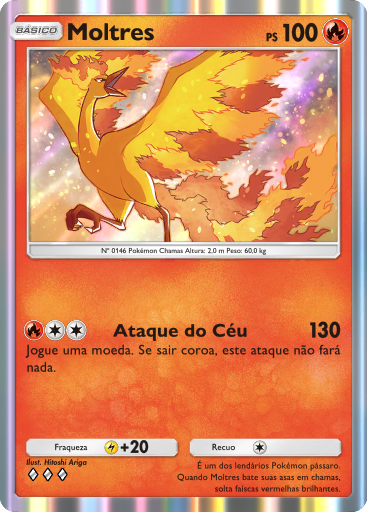 BÁSICO Moltres PS 100
Nº 0146 Pokémon Chamas Altura: 2,0 m Peso: 60,0 kg
Ataque do Céu 130
Jogue uma moeda. Se sair coroa, este ataque não fará
nada.
Fraqueza +20 Recuo
Ilust. Hitoshi Ariga
É um dos lendários Pokémon pássaro.
Quando Moltres bate suas asas em chamas,
solta faíscas vermelhas brilhantes.